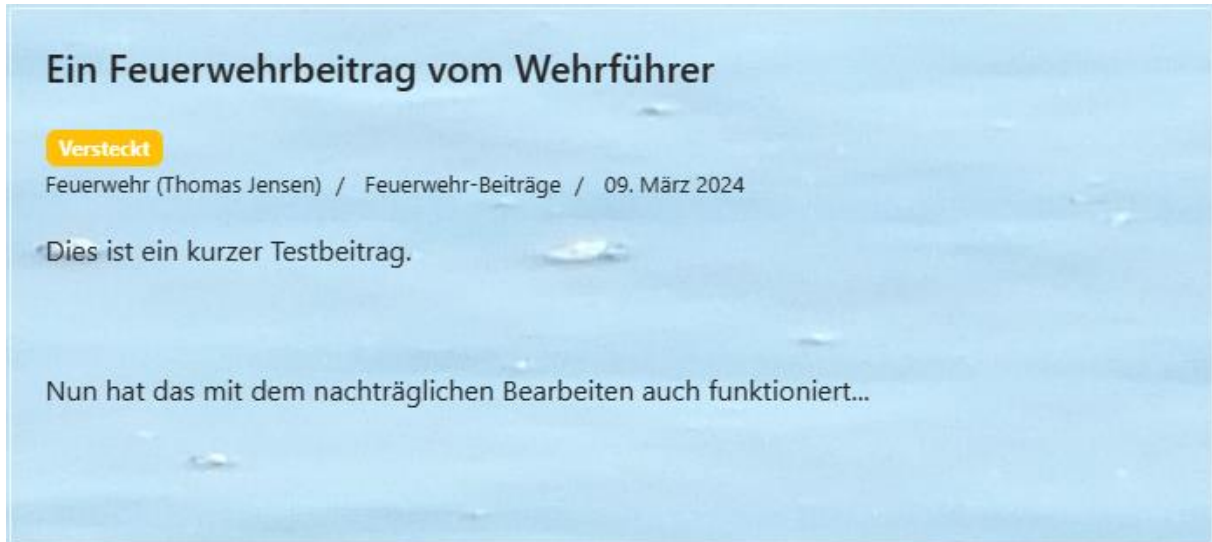 Ein Feuerwehrbeitrag vom Wehrführer
Versteckt
Feuerwehr (Thomas Jensen) / Feuerwehr-Beiträge / 09. März 2024
Dies ist ein kurzer Testbeitrag.
Nun hat das mit dem nachträglichen Bearbeiten auch funktioniert...